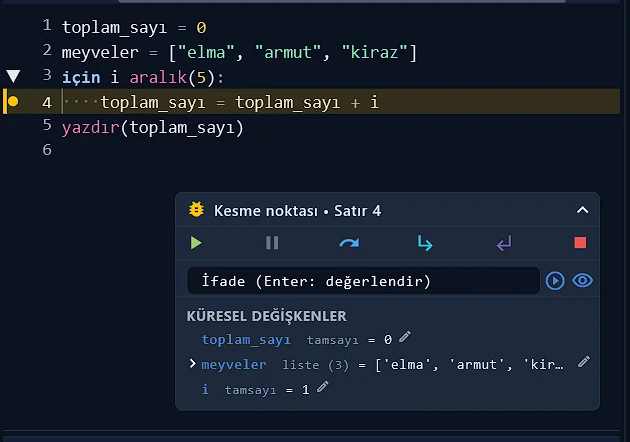 1 toplam_sayı = 0
2 meyveler = ["elma", "armut", "kiraz"]
3 için i aralık(5):
4 ····toplam_sayı = toplam_sayı + i
5 yazdır(toplam_sayı)
6
Kesme noktası • Satır 4
İfade (Enter: değerlendir)
KÜRESEL DEĞİŞKENLER
toplam_sayı tamsayı = 0
meyveler liste (3) = ['elma', 'armut', 'kir…
i tamsayı = 1